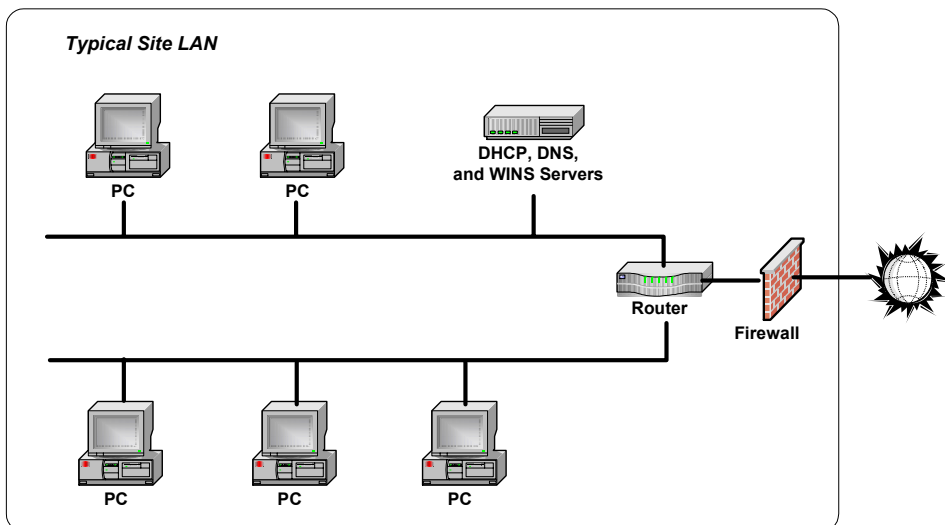 Typical Site LAN
PC
PC
DHCP, DNS,
and WINS Servers
Router
Firewall
PC
PC
PC